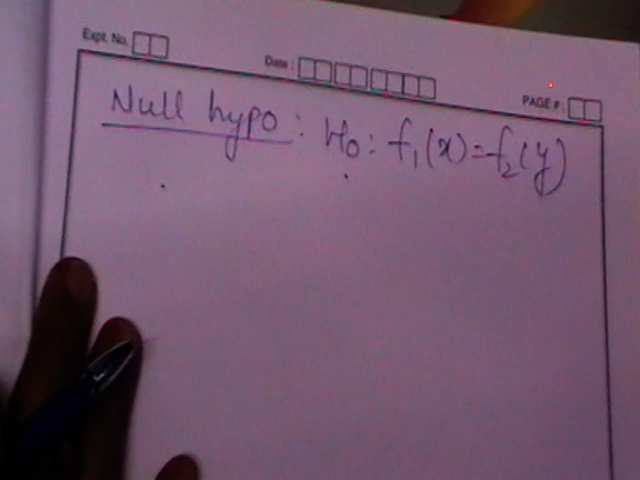 Expt. No.
Date :
PAGE # :
Null hypo : H₀ : f₁(x) = f₂(y)